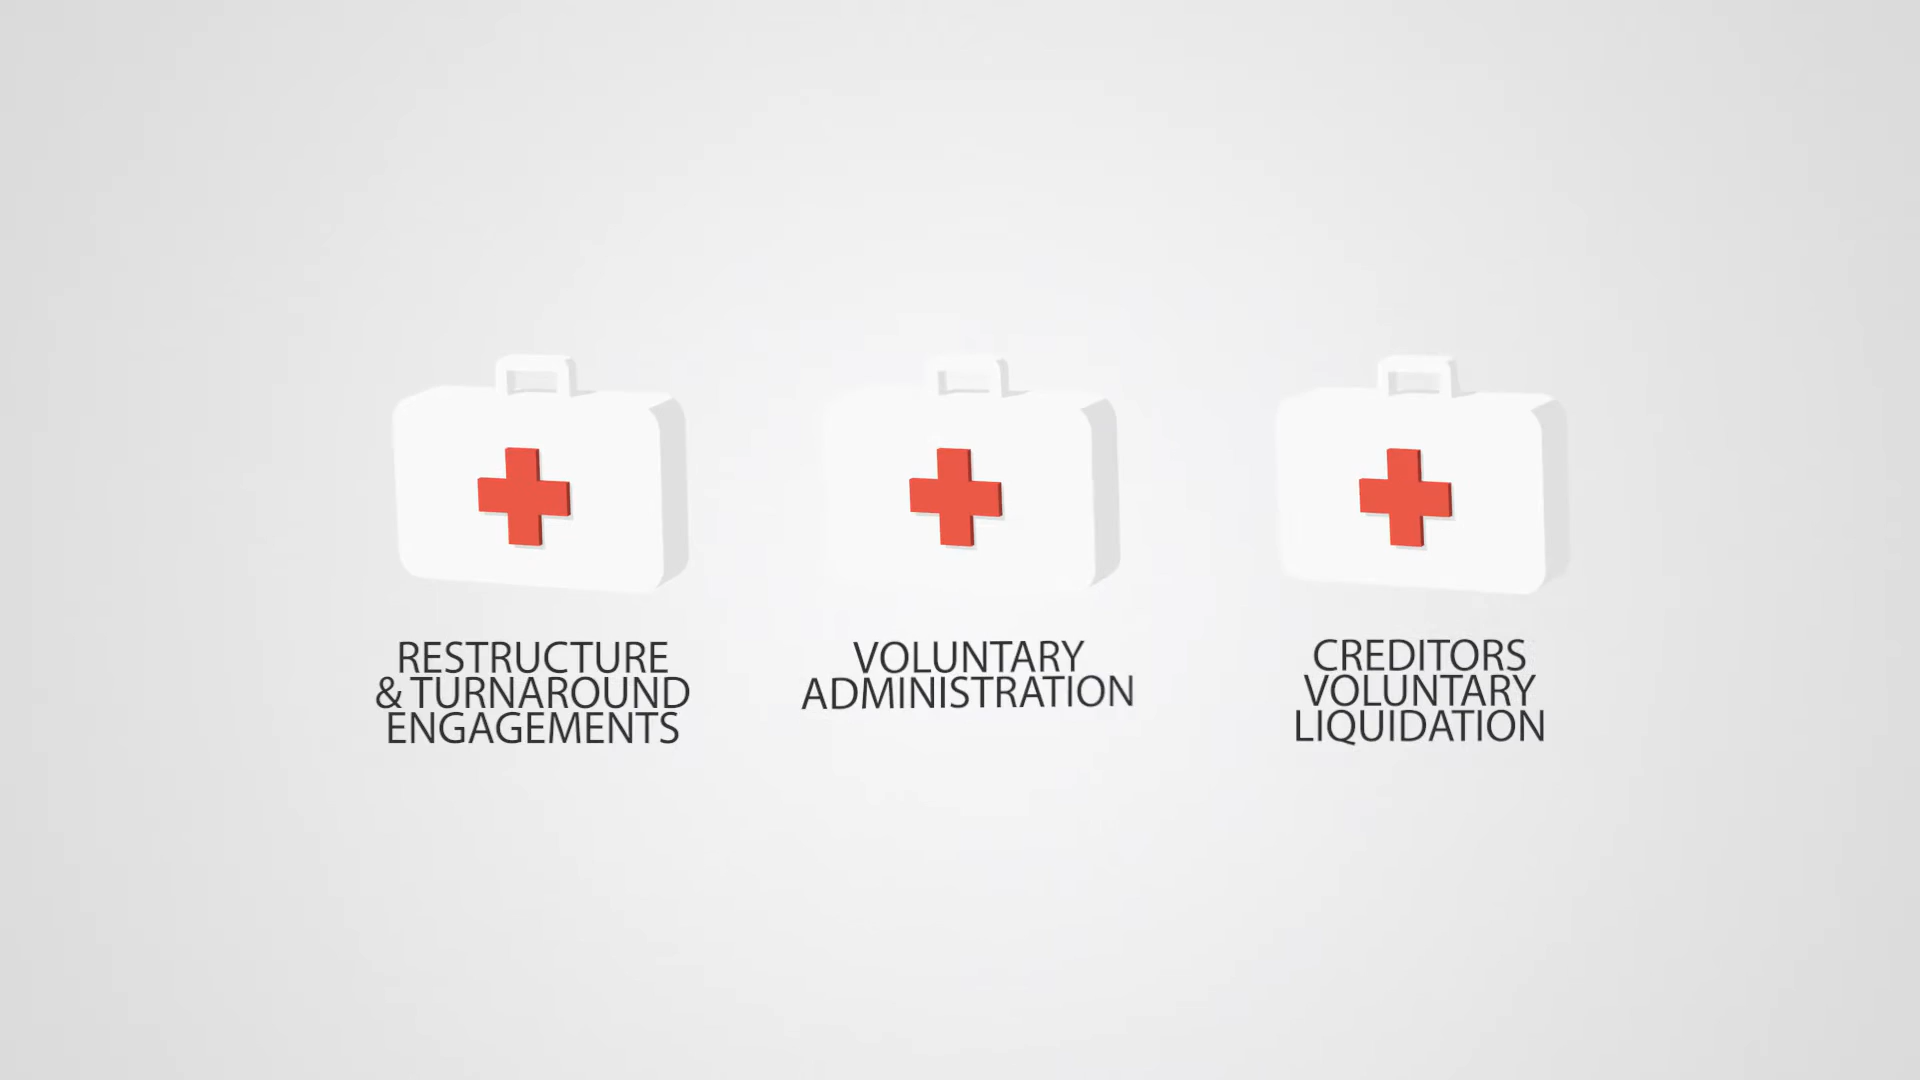 RESTRUCTURE
& TURNAROUND
ENGAGEMENTS
VOLUNTARY
ADMINISTRATION
CREDITORS
VOLUNTARY
LIQUIDATION